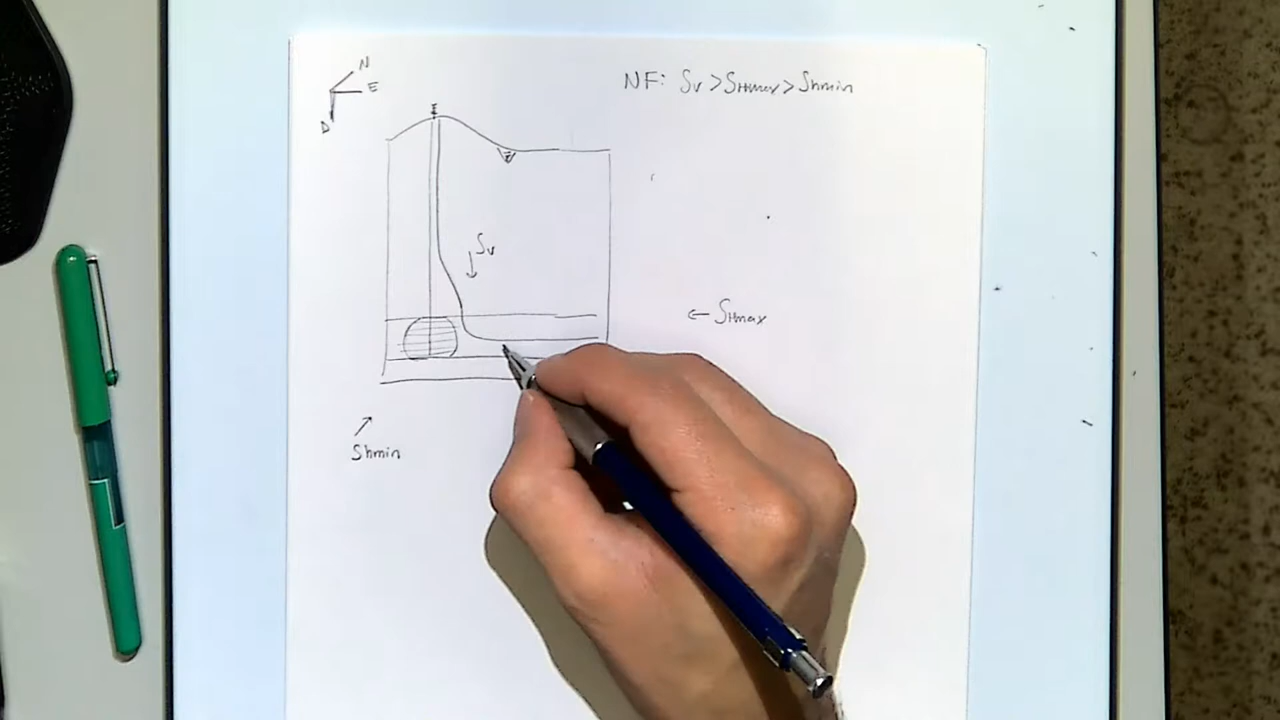 N
E
D
NF: Sv > SHmax > Shmin
Sv
← SHmax
Shmin